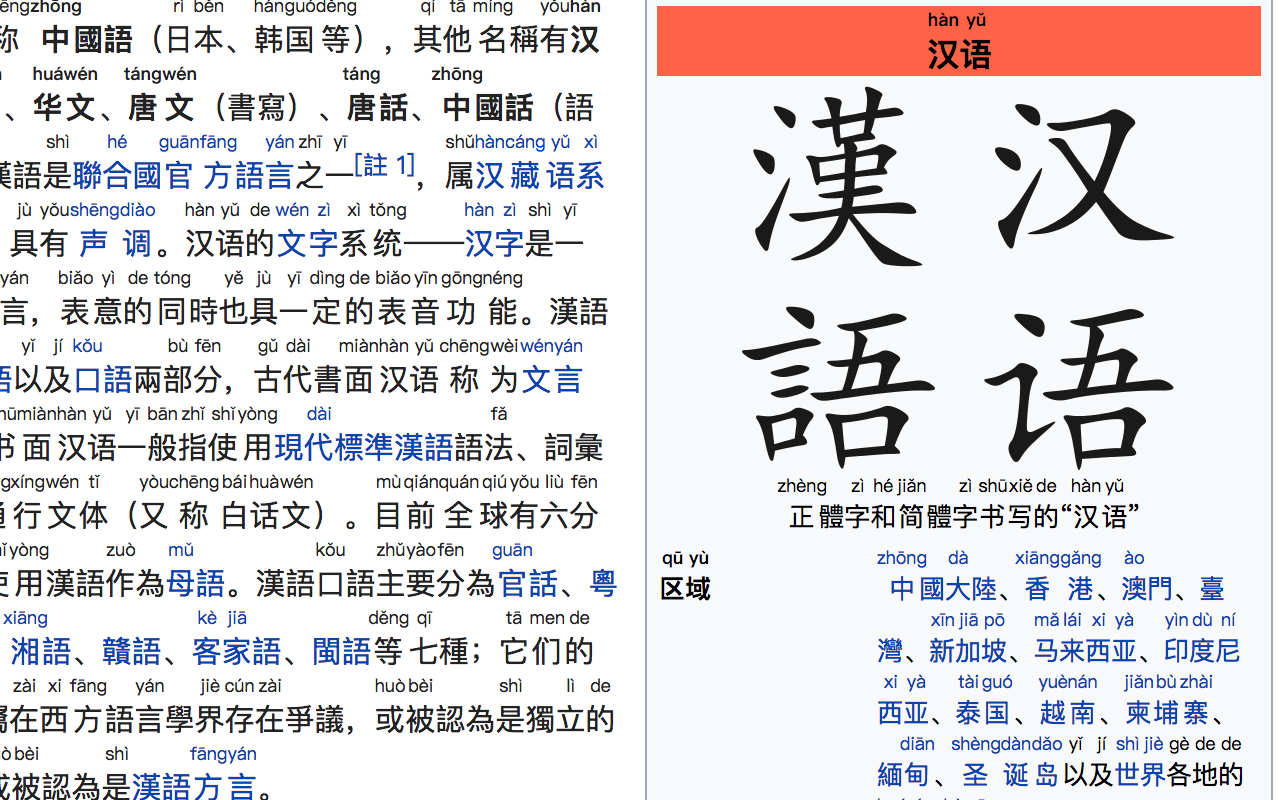 zhōng rì běn hánguóděng qí tā míng yǒuhàn
称 中國語（日本、韩国 等），其他 名稱有汉
huáwén tángwén táng zhōng
、华文、唐文（書寫）、唐話、中國話（語
shì hé guānfāng yán zhī yī shǔhàncáng yǔ xì
漢語是聯合國官 方語言之一[註 1]，属汉 藏 语系
jù yǒushēngdiào hàn yǔ de wén zì xì tǒng hàn zì shì yī
具有 声 调。汉语的文字系 统——汉字是一
yán biǎo yì de tóng yě jù yī dìng de biǎo yīn gōngnéng
言，表意的同時也具一定的表音功 能。漢語
yǐ jí kǒu bù fēn gǔ dài miànhàn yǔ chēngwéiwényán
語以及口語兩部分，古代書面 汉语 称 为文言
shūmiànhàn yǔ yī bān zhǐ shǐ yòng dài fǎ
书 面 汉语一般指使 用現代標準漢語語法、詞彙
xíngwén tǐ yòuchēng bái huàwén mù qiánquán qiú yǒu liù fēn
通 行 文体（又 称 白话文）。目前 全 球有六分
yòng zuò mǔ kǒu zhǔyàofēn guān
使 用漢語作為母語。漢語口語主要分為官話、粵
xiāng kè jiā děng qī tā men de
湘語、贛語、客家語、閩語等 七種；它们的
zài xi fāng yán jiè cún zài huò bèi shì lì de
屬在西 方語言學界存在爭議，或被認為是獨立的
huò bèi shì fāngyán
或被認為是漢語方言。
hàn yǔ
汉语
漢 汉
語 语
zhèng zì hé jiǎn zì shūxiě de hàn yǔ
正 體字和简體字书写的“汉语”
qū yù zhōng dà xiānggǎng ào
区域 中國大陸、香 港、澳門、臺
xīn jiā pō mǎ lái xi yà yìn dù ní
灣、新加坡、马来西亚、印度尼
xi yà tài guó yuènán jiǎn bù zhài
西亚、泰国、越南、柬埔寨、
diān shèngdàndǎo yǐ jí shì jiè gè de de
緬甸、圣 诞 岛以及世界各地的